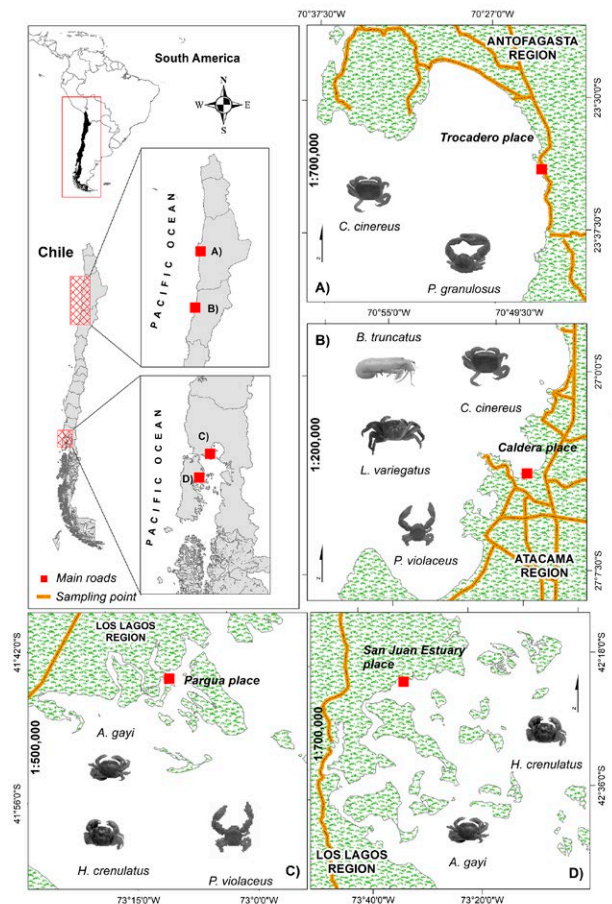 South America
N
W E
S
Chile
PACIFIC OCEAN
A)
B)
PACIFIC OCEAN
C)
D)
Main roads
Sampling point
70°37'30"W
70°27'0"W
ANTOFAGASTA
REGION
23°30'0"S
Trocadero place
1:700,000
C. cinereus
23°37'30"S
z
P. granulosus
A)
70°55'0"W
70°49'30"W
B)
B. truncatus
27°0'0"S
C. cinereus
1:200,000
Caldera place
L. variegatus
P. violaceus
z
ATACAMA
REGION
27°7'30"S
LOS LAGOS
REGION
41°42'0"S
Pargua place
1:500,000
A. gayi
41°56'0"S
H. crenulatus
P. violaceus
C)
73°15'0"W
73°0'0"W
San Juan Estuary
place
42°18'0"S
z
1:700,000
H. crenulatus
42°36'0"S
A. gayi
LOS LAGOS
REGION
D)
73°40'0"W
73°20'0"W